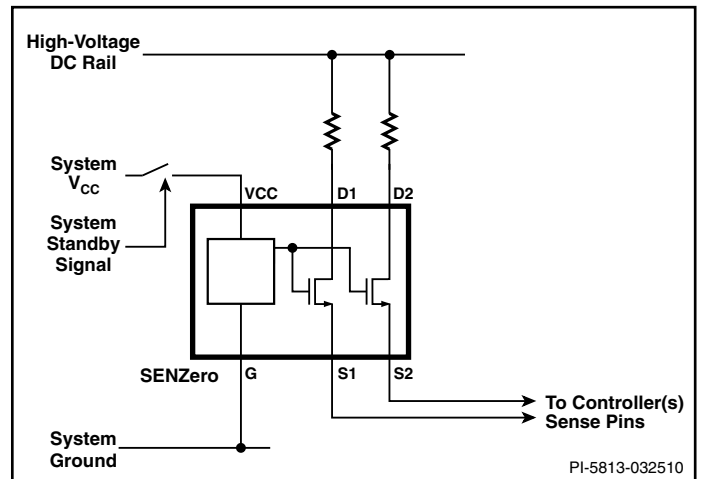 High-Voltage
DC Rail
System
VCC
System
Standby
Signal
VCC
D1
D2
SENZero
G
S1
S2
To Controller(s)
Sense Pins
System
Ground
PI-5813-032510